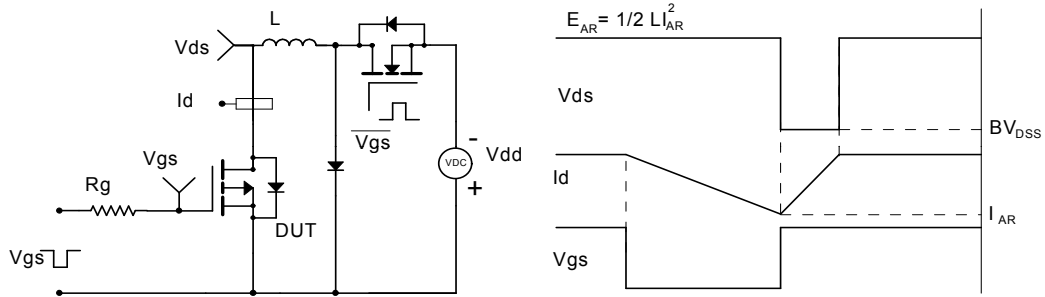 L
Vds
Id
Vgs
Rg
DUT
Vgs
Vgs
VDC
-
+
Vdd
E_AR= 1/2 LI_AR^2
Vds
BV_DSS
Id
I_AR
Vgs